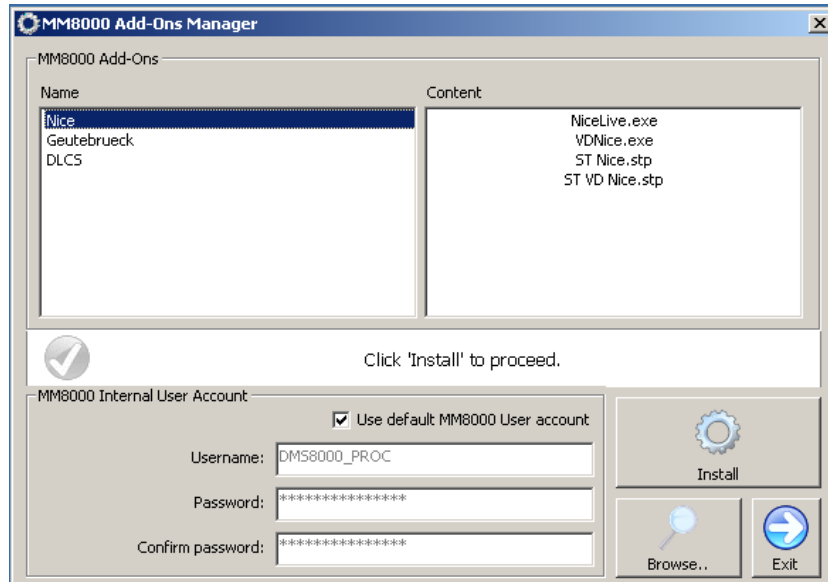 MM8000 Add-Ons Manager
MM8000 Add-Ons
Name
Content
Nice
Geutebrueck
DLCS
NiceLive.exe
VDNice.exe
ST Nice.stp
ST VD Nice.stp
Click 'Install' to proceed.
MM8000 Internal User Account
Use default MM8000 User account
Username: DMS8000_PROC
Password: ***************
Confirm password: ***************
Install
Browse..
Exit